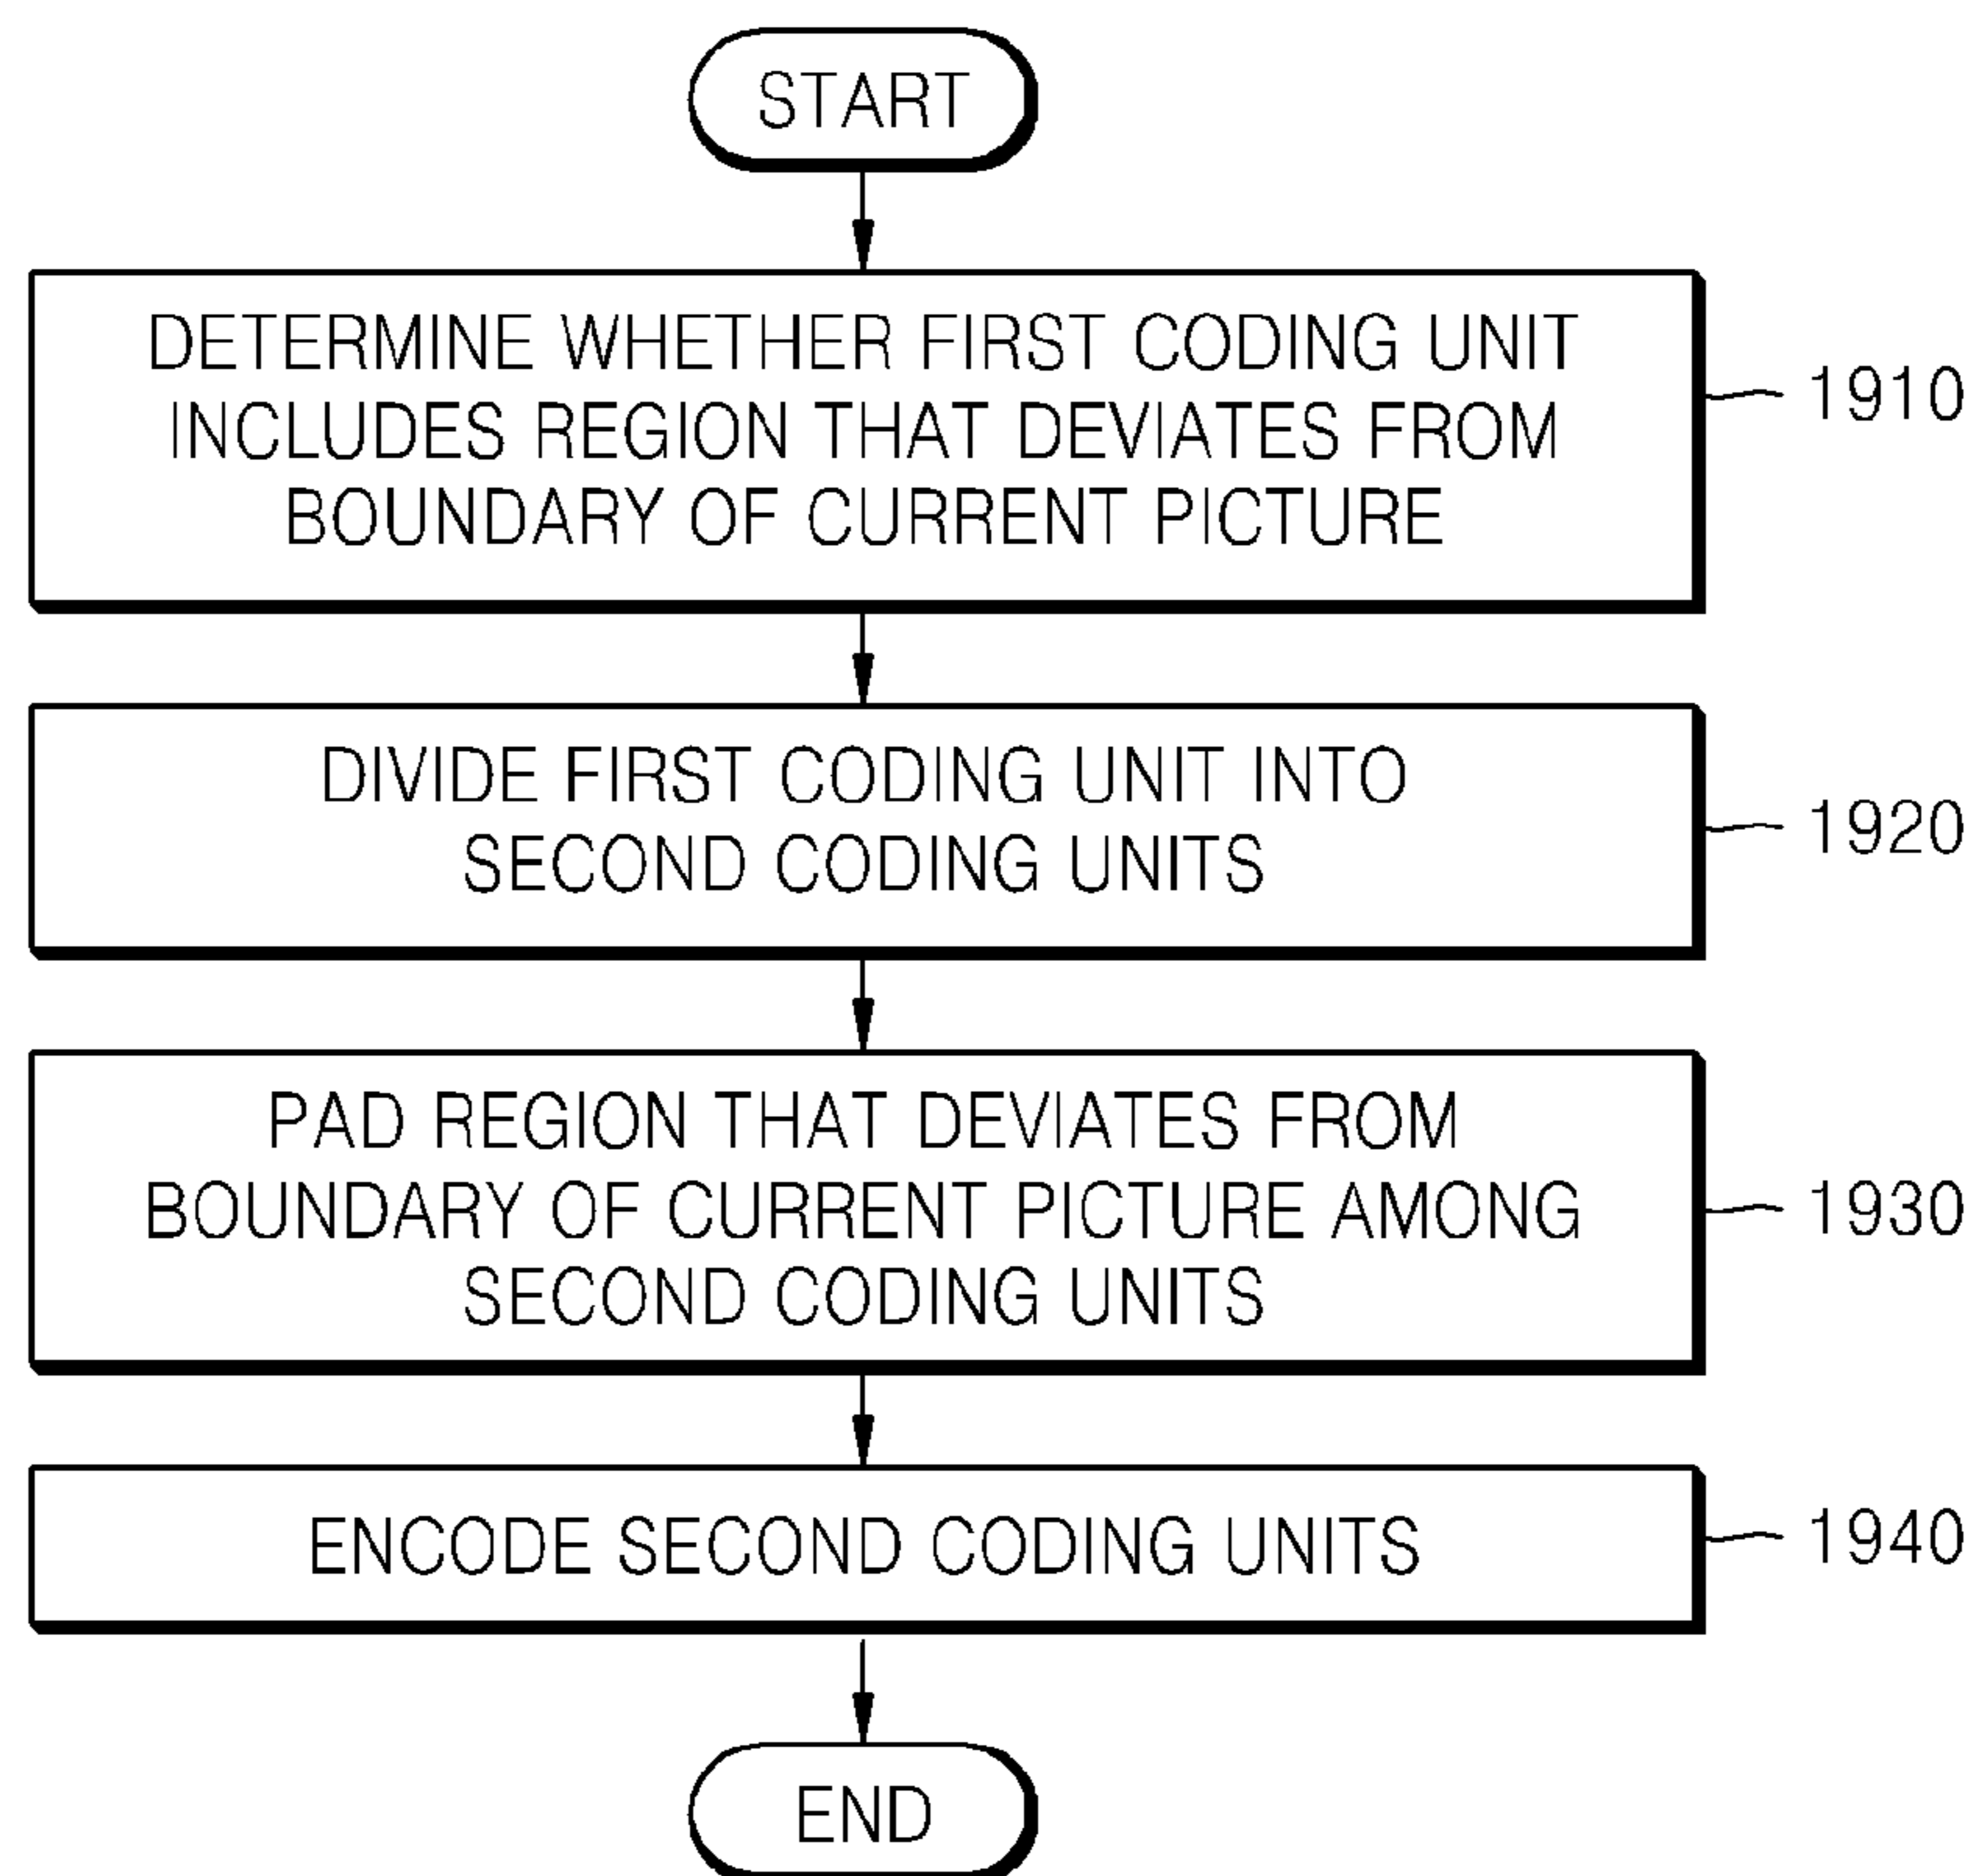 START
DETERMINE WHETHER FIRST CODING UNIT
INCLUDES REGION THAT DEVIATES FROM
BOUNDARY OF CURRENT PICTURE
1910
DIVIDE FIRST CODING UNIT INTO
SECOND CODING UNITS
1920
PAD REGION THAT DEVIATES FROM
BOUNDARY OF CURRENT PICTURE AMONG
SECOND CODING UNITS
1930
ENCODE SECOND CODING UNITS
1940
END